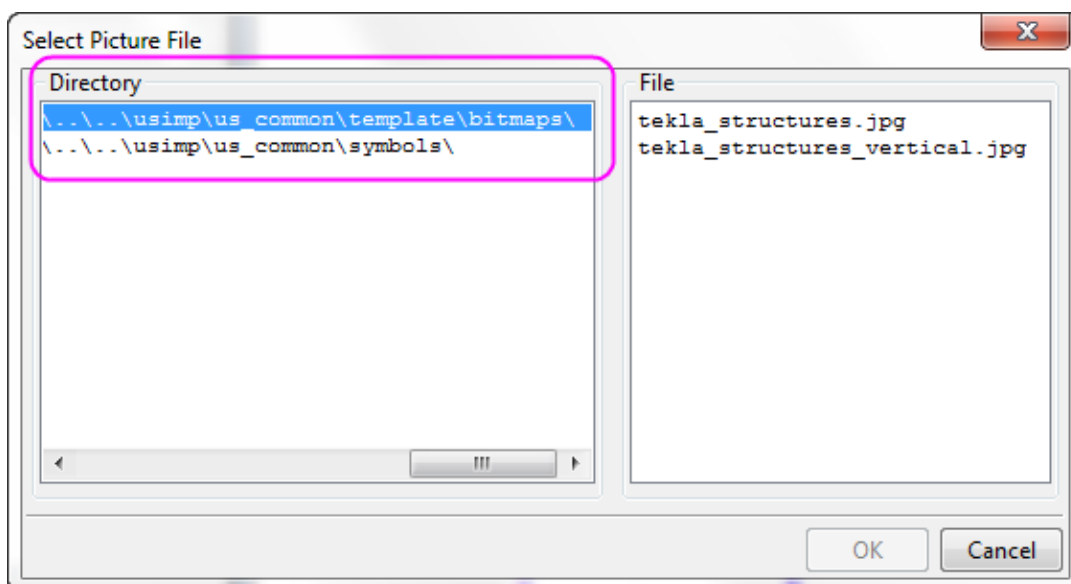 Select Picture File
Directory
\..\..\usimp\us_common\template\bitmaps\
\..\..\usimp\us_common\symbols\
File
tekla_structures.jpg
tekla_structures_vertical.jpg
OK
Cancel